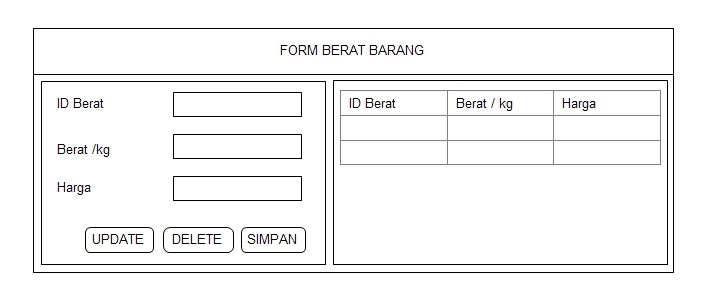 FORM BERAT BARANG
ID Berat
Berat /kg
Harga
UPDATE DELETE SIMPAN
ID Berat Berat / kg Harga